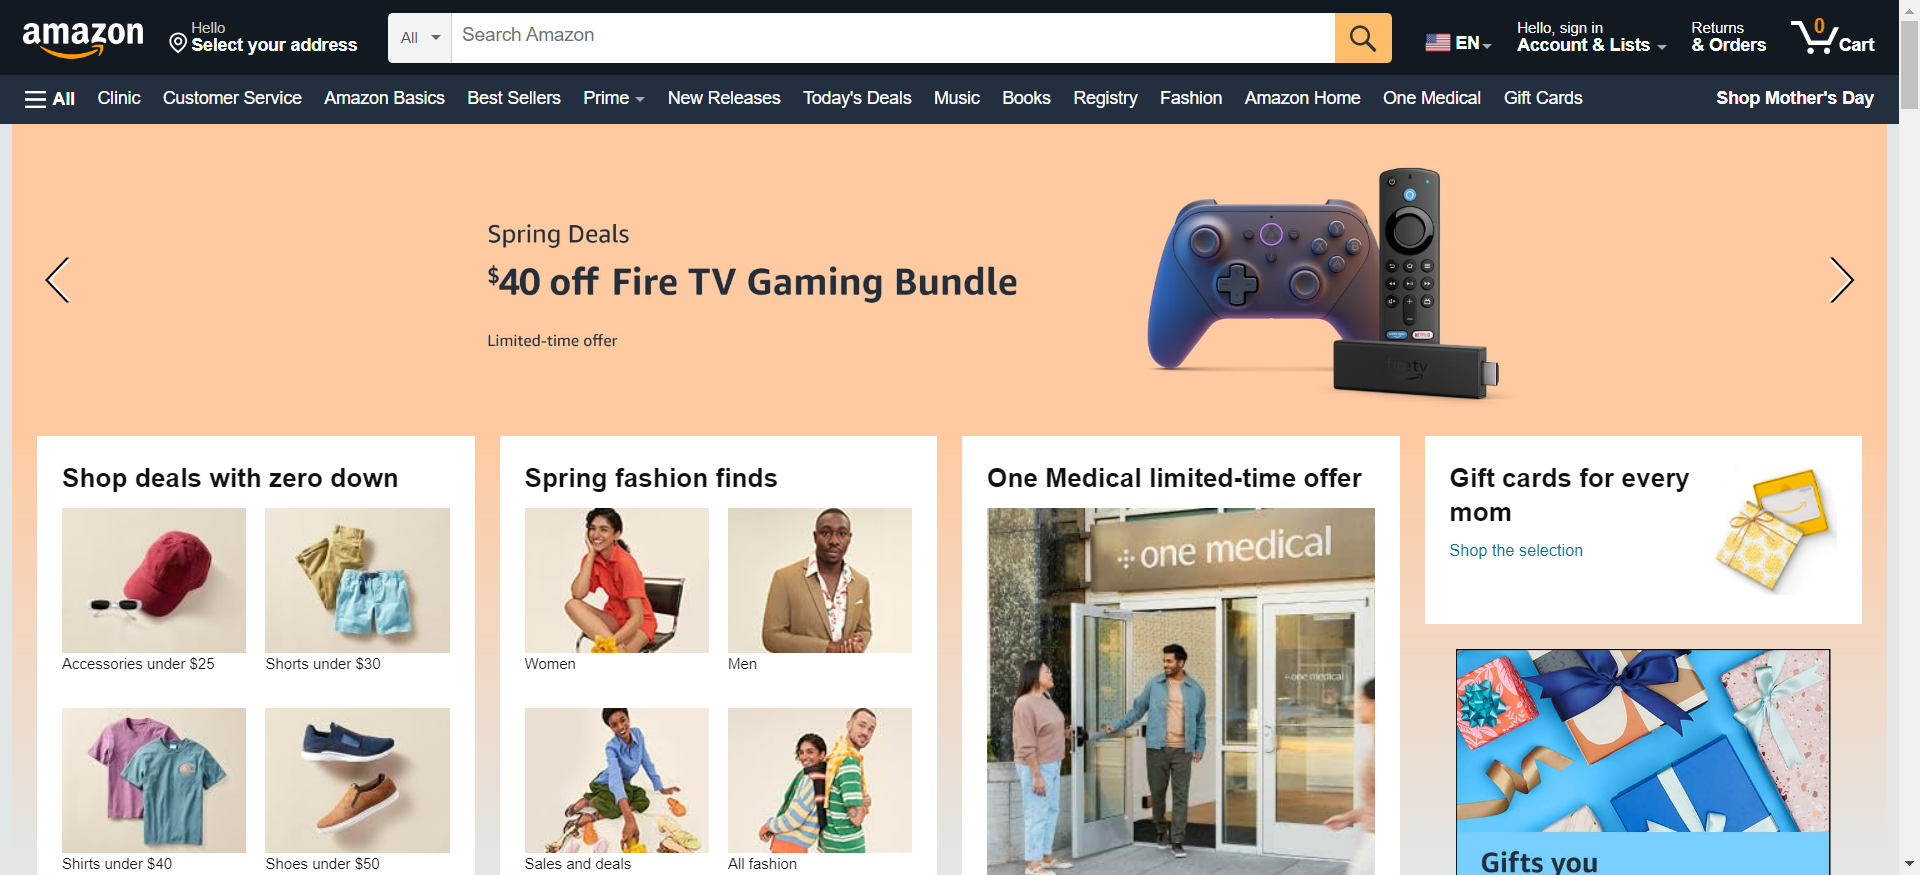 amazon
Hello
Select your address
All
Search Amazon
EN
Hello, sign in
Account & Lists
Returns
& Orders
0
Cart
All
Clinic
Customer Service
Amazon Basics
Best Sellers
Prime
New Releases
Today's Deals
Music
Books
Registry
Fashion
Amazon Home
One Medical
Gift Cards
Shop Mother's Day
Spring Deals
$40 off Fire TV Gaming Bundle
Limited-time offer
Y
X
B
A
NETFLIX
fire tv
Shop deals with zero down
Accessories under $25
Shorts under $30
Shirts under $40
Shoes under $50
Spring fashion finds
Women
Men
Sales and deals
All fashion
One Medical limited-time offer
one medical
one medical
Gift cards for every
mom
Shop the selection
Gifts you